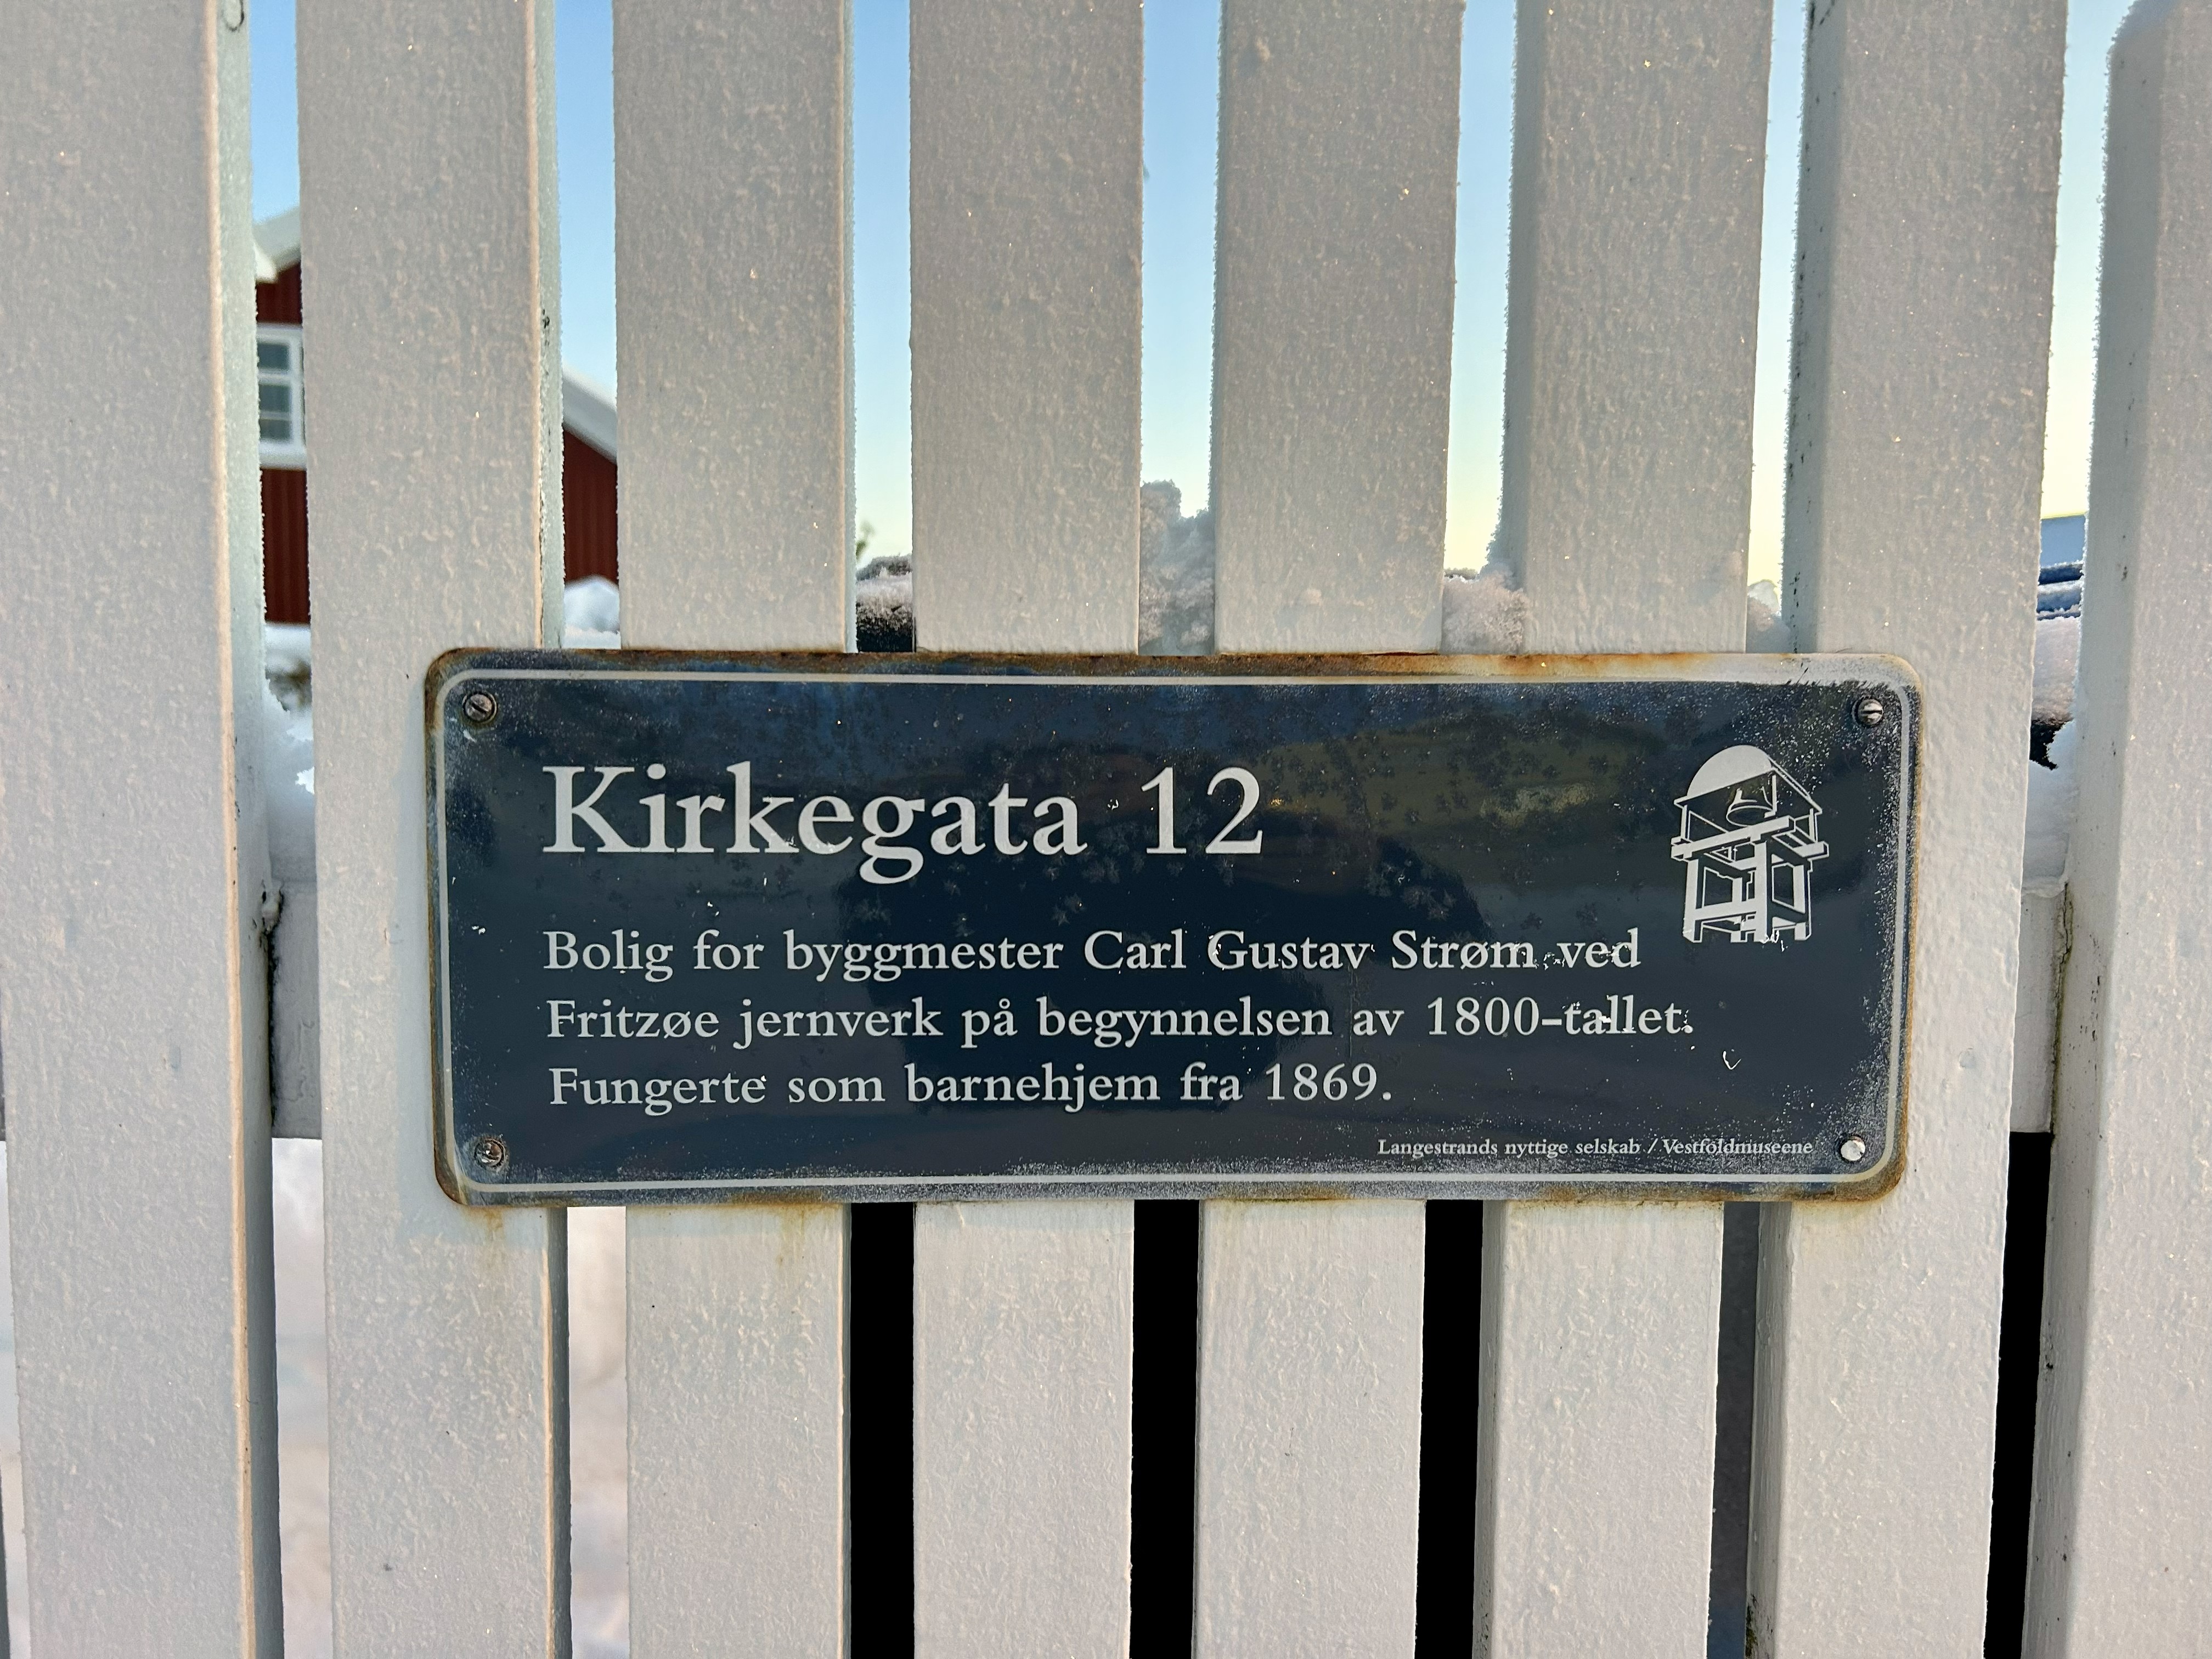 Kirkegata 12
Bolig for byggmester Carl Gustav Strøm ved
Fritzøe jernverk på begynnelsen av 1800-tallet.
Fungerte som barnehjem fra 1869.
Langestrands nyttige selskab / Vestfoldmuseene